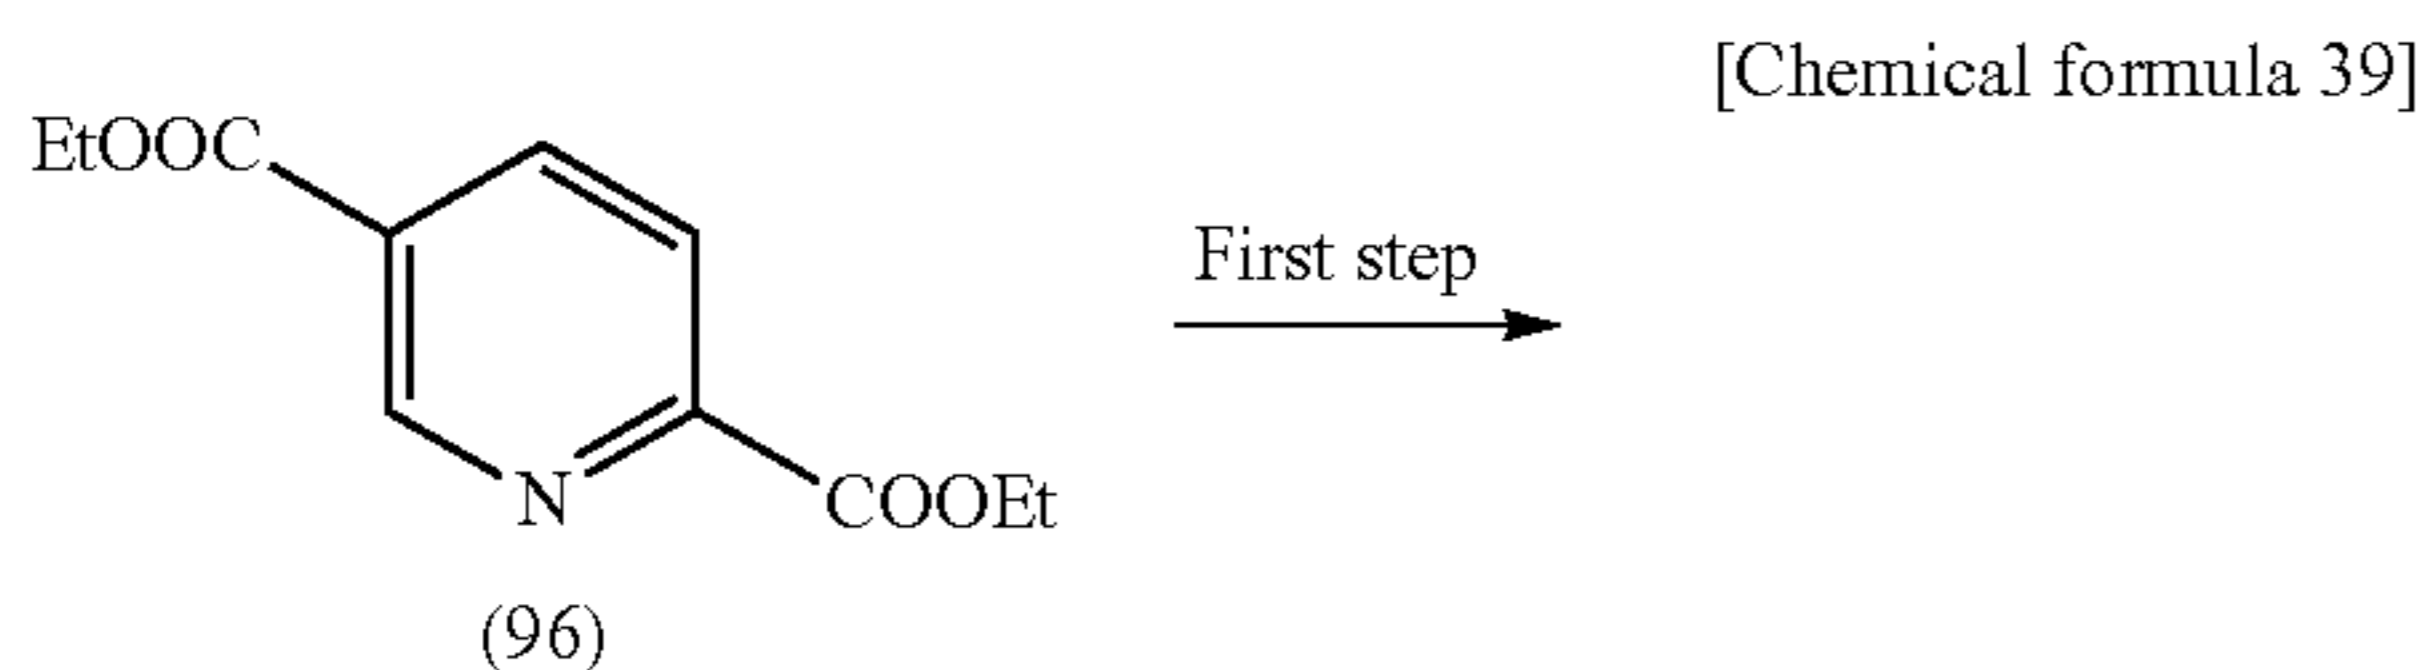 [Chemical formula 39]
EtOOC
First step
N
COOEt
(96)